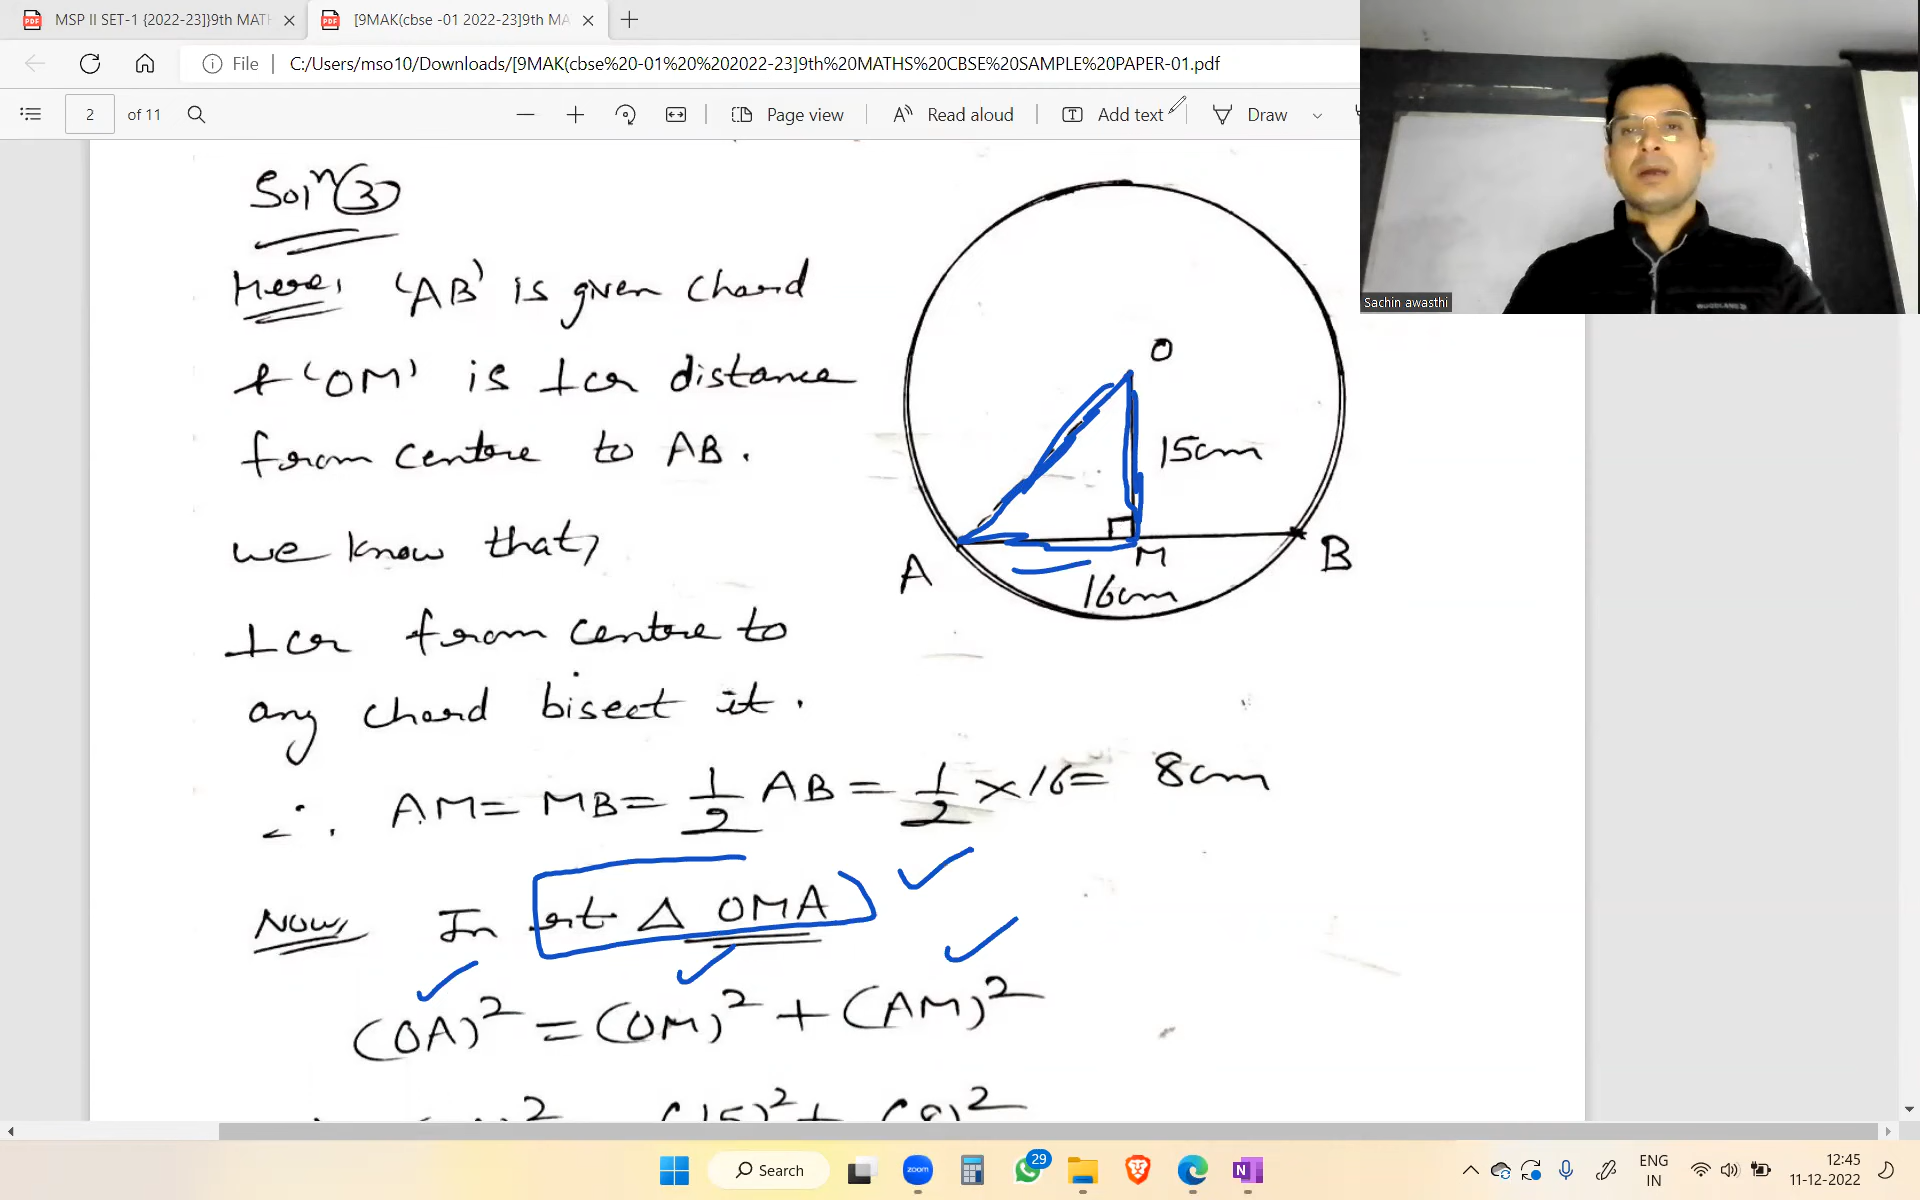 MSP II SET-1 {2022-23]}9th MATH
[9MAK(cbse -01 2022-23]9th MA
File
C:/Users/mso10/Downloads/[9MAK(cbse%20-01%20%202022-23]9th%20MATHS%20CBSE%20SAMPLE%20PAPER-01.pdf
2 of 11
Page view
Read aloud
Add text
Draw
Sachin awasthi
Solⁿ (3)
Here, 'AB' is given chord
& 'OM' is ⊥cr distance
from centre to AB.
we know that,
⊥cr from centre to
any chord bisect it.
∴ AM = MB = 1/2 AB = 1/2 × 16 = 8cm
Now, In rt △ OMA
(OA)² = (OM)² + (AM)²
O
15cm
A
M
B
16cm
Search
zoom
29
ENG
IN
12:45
11-12-2022